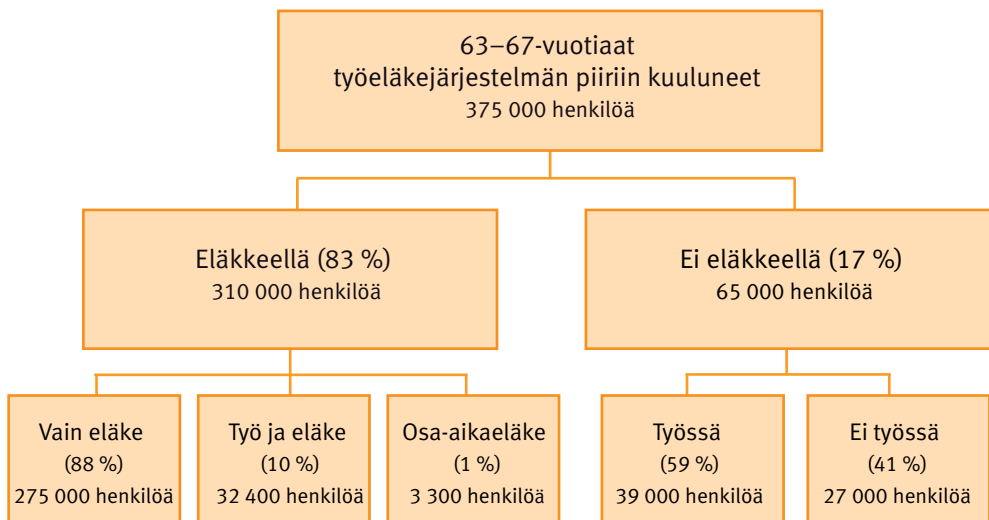 63–67-vuotiaat
työeläkejärjestelmän piiriin kuuluneet
375 000 henkilöä
Eläkkeellä (83 %)
310 000 henkilöä
Ei eläkkeellä (17 %)
65 000 henkilöä
Vain eläke
(88 %)
275 000 henkilöä
Työ ja eläke
(10 %)
32 400 henkilöä
Osa-aikaeläke
(1 %)
3 300 henkilöä
Työssä
(59 %)
39 000 henkilöä
Ei työssä
(41 %)
27 000 henkilöä